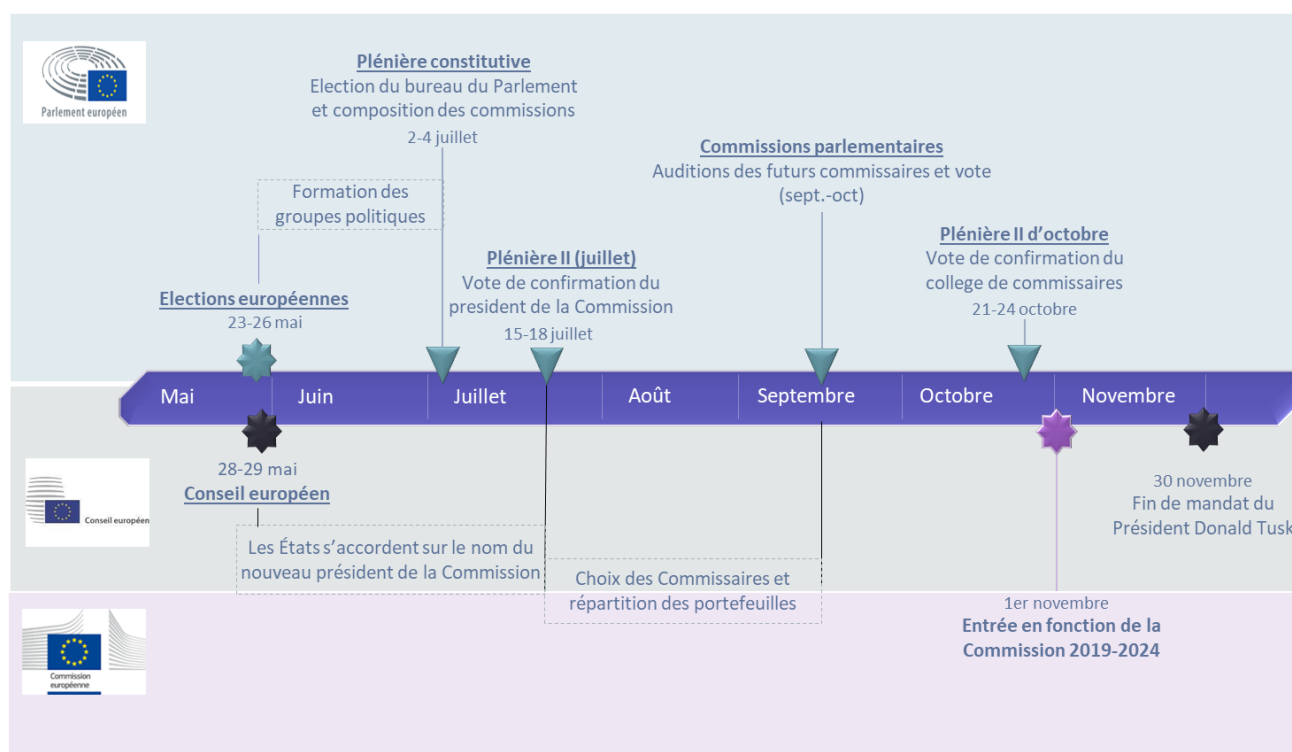 Parlement européen
Plénière constitutive
Election du bureau du Parlement
et composition des commissions
2-4 juillet
Formation des
groupes politiques
Elections européennes
23-26 mai
Plénière II (juillet)
Vote de confirmation du
president de la Commission
15-18 juillet
Commissions parlementaires
Auditions des futurs commissaires et vote
(sept.-oct)
Plénière II d'octobre
Vote de confirmation du
college de commissaires
21-24 octobre
Mai
Juin
Juillet
Août
Septembre
Octobre
Novembre
Conseil européen
28-29 mai
Conseil européen
Les États s'accordent sur le nom du
nouveau président de la Commission
Choix des Commissaires et
répartition des portefeuilles
30 novembre
Fin de mandat du
Président Donald Tusk
Commission
européenne
1er novembre
Entrée en fonction de la
Commission 2019-2024